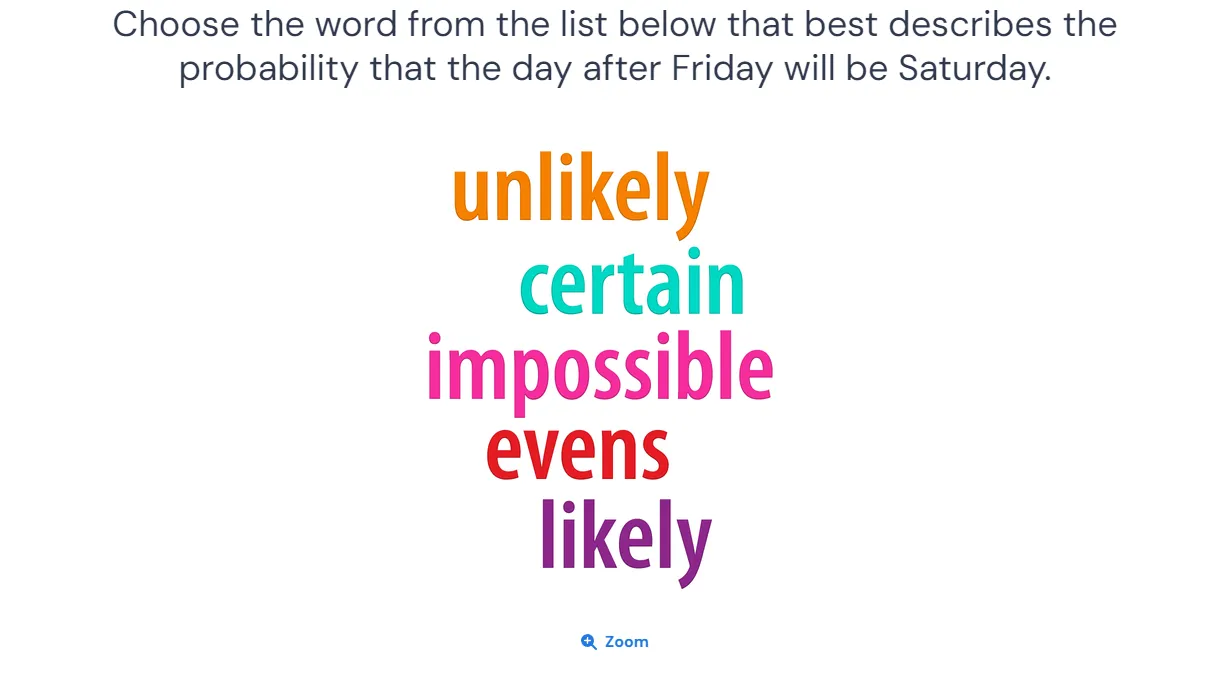 Choose the word from the list below that best describes the
probability that the day after Friday will be Saturday.
unlikely
certain
impossible
evens
likely
Zoom